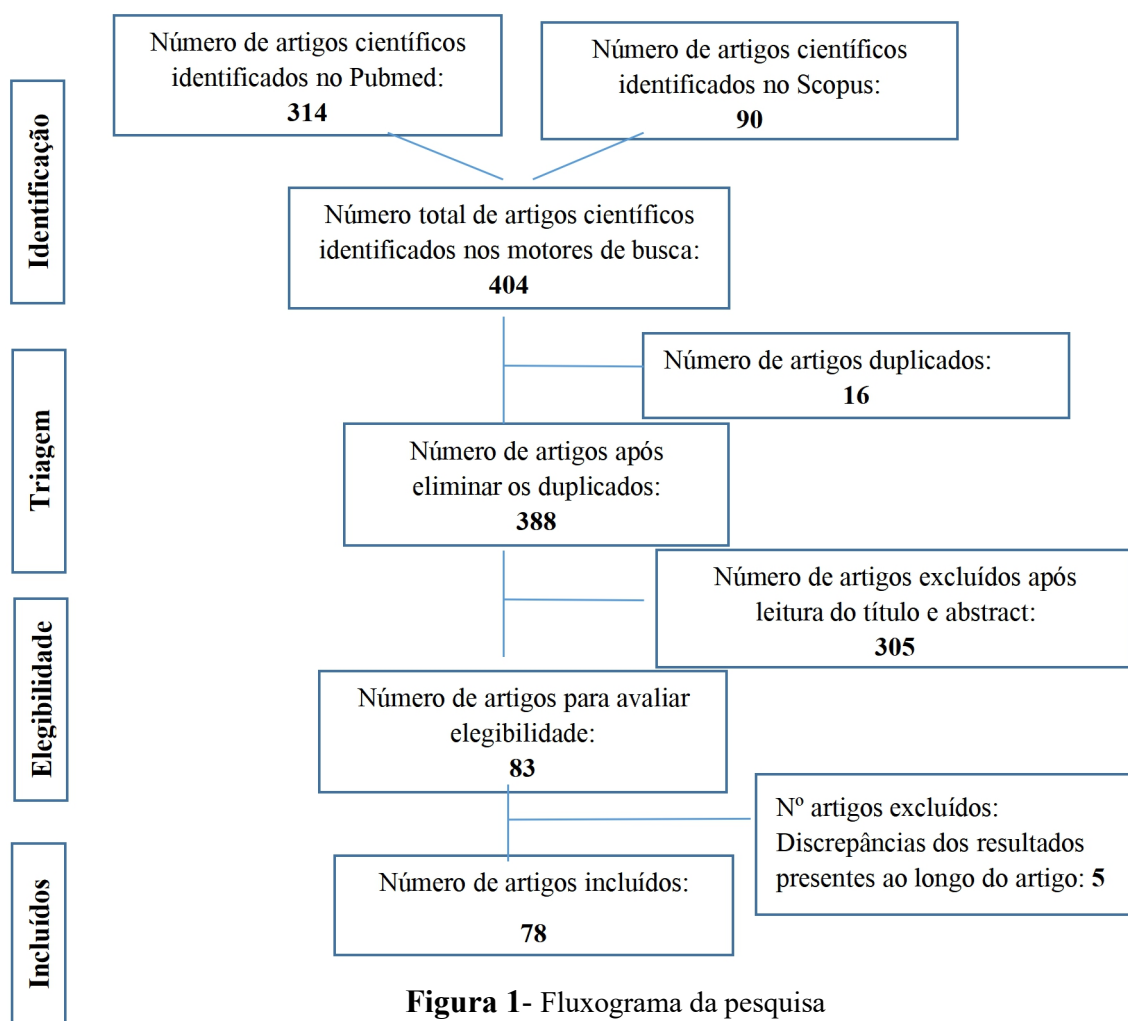 Identificação
Número de artigos científicos
identificados no Pubmed:
314
Número de artigos científicos
identificados no Scopus:
90
Número total de artigos científicos
identificados nos motores de busca:
404
Triagem
Número de artigos duplicados:
16
Número de artigos após
eliminar os duplicados:
388
Elegibilidade
Número de artigos excluídos após
leitura do título e abstract:
305
Número de artigos para avaliar
elegibilidade:
83
Nº artigos excluídos:
Discrepâncias dos resultados
presentes ao longo do artigo: 5
Incluídos
Número de artigos incluídos:
78
Figura 1- Fluxograma da pesquisa